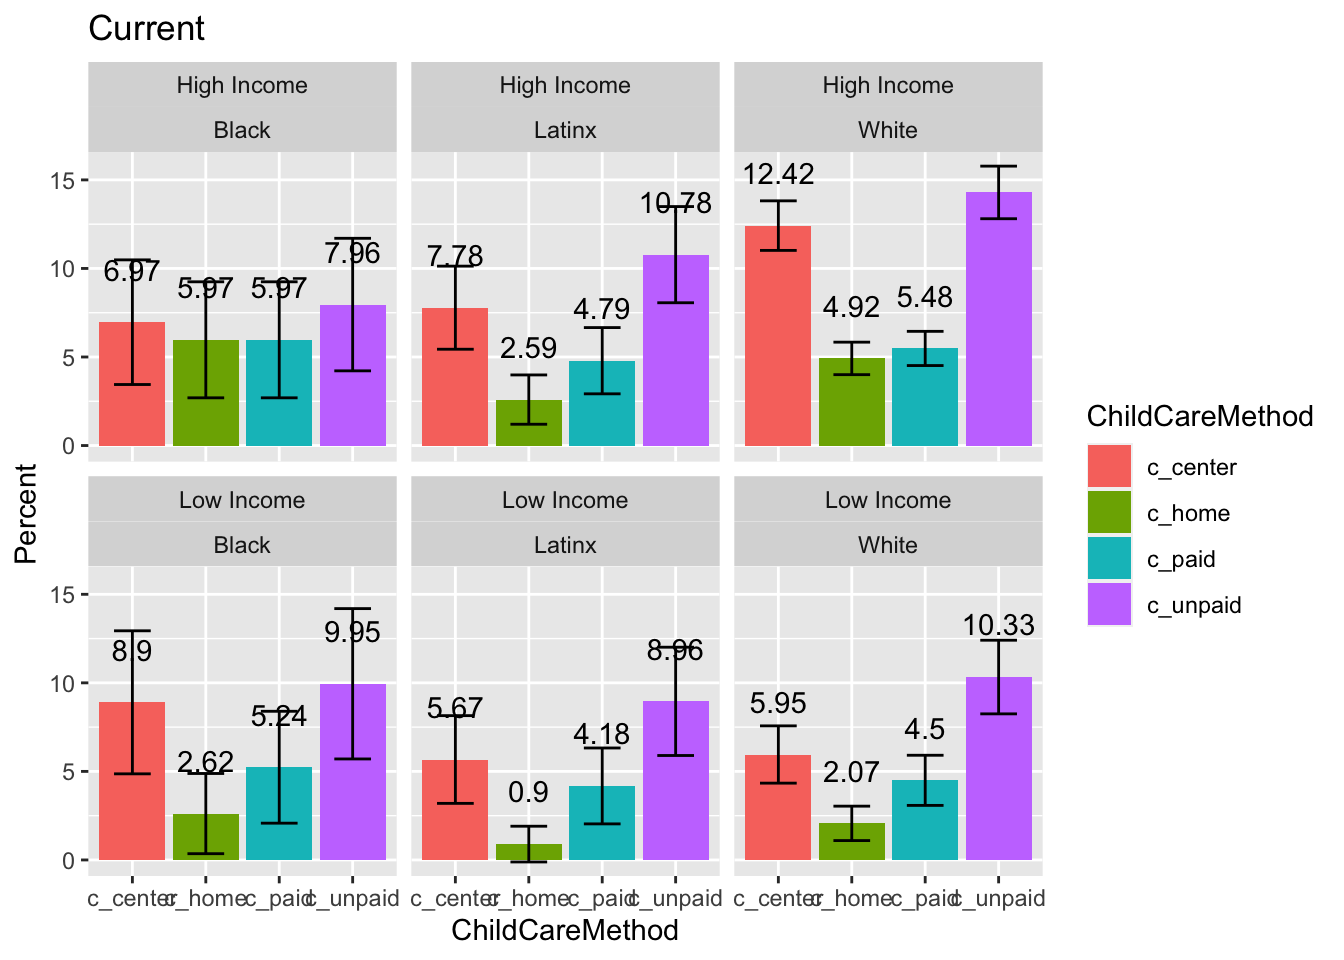 Current
High Income High Income High Income
Black Latinx White
15
10
5
0
6.97 5.97 5.97 7.96
7.78 2.59 4.79 10.78
12.42 4.92 5.48
Percent
Low Income Low Income Low Income
Black Latinx White
15
10
5
0
8.9 2.62 5.24 9.95
5.67 0.9 4.18 8.96
5.95 2.07 4.5 10.33
c_center c_home c_paid c_unpaid c_center c_home c_paid c_unpaid c_center c_home c_paid c_unpaid
ChildCareMethod
ChildCareMethod
c_center
c_home
c_paid
c_unpaid